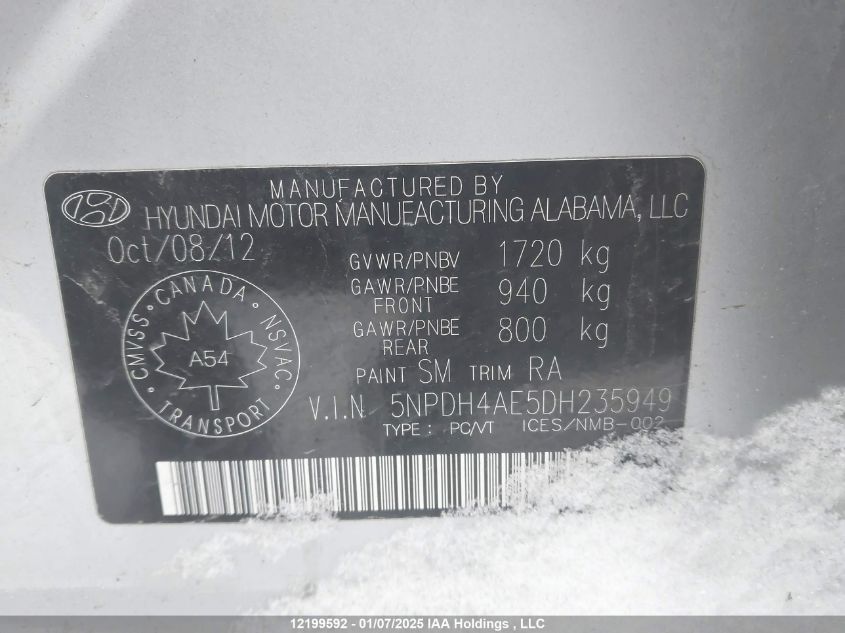 MANUFACTURED BY
HYUNDAI MOTOR MANUFACTURING ALABAMA, LLC
Oct/08/12
GVWR/PNBV 1720 kg
GAWR/PNBE FRONT 940 kg
GAWR/PNBE REAR 800 kg
PAINT SM TRIM RA
CANADA
CMVSS NSVAC
A54
TRANSPORT
V.I.N 5NPDH4AE5DH235949
TYPE : PC/VT ICES/NMB-002
12199592 - 01/07/2025 IAA Holdings , LLC